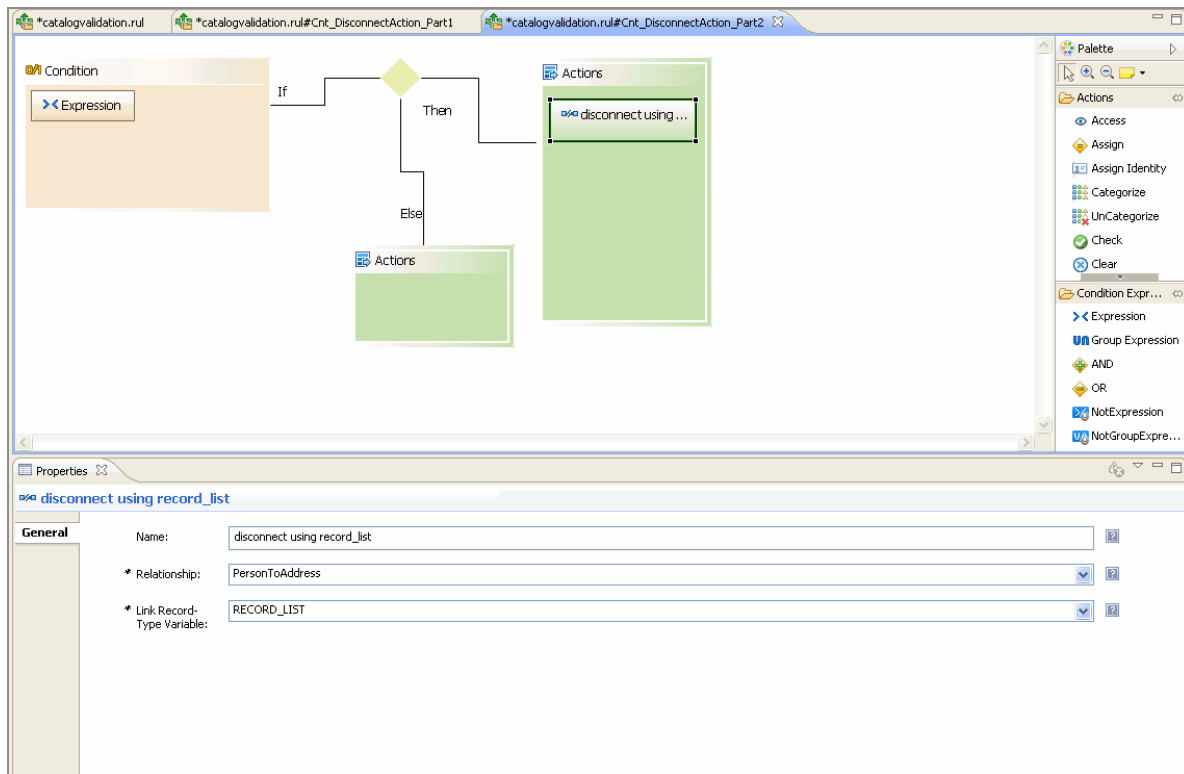 *catalogvalidation.rul
*catalogvalidation.rul#Cnt_DisconnectAction_Part1
*catalogvalidation.rul#Cnt_DisconnectAction_Part2
Condition
Expression
If
Then
Else
Actions
disconnect using ...
Actions
Palette
Actions
Access
Assign
Assign Identity
Categorize
UnCategorize
Check
Clear
Condition Expr...
Expression
Group Expression
AND
OR
NotExpression
NotGroupExpre...
Properties
disconnect using record_list
General
Name: disconnect using record_list
* Relationship: PersonToAddress
* Link Record- RECORD_LIST
Type Variable: